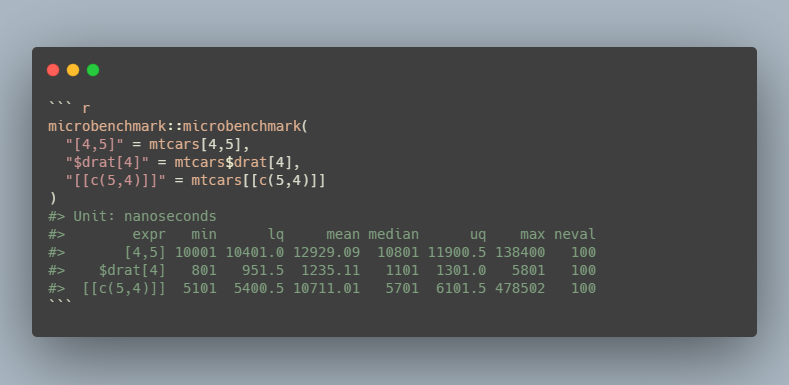 ``` r
microbenchmark::microbenchmark(
  "[4,5]" = mtcars[4,5],
  "$drat[4]" = mtcars$drat[4],
  "[[c(5,4)]]" = mtcars[[c(5,4)]]
)
#> Unit: nanoseconds
#>        expr   min      lq     mean median      uq    max neval
#>       [4,5] 10001 10401.0 12929.09  10801 11900.5 138400   100
#>    $drat[4]   801   951.5  1235.11   1101  1301.0   5801   100
#>  [[c(5,4)]]  5101  5400.5 10711.01   5701  6101.5 478502   100
```